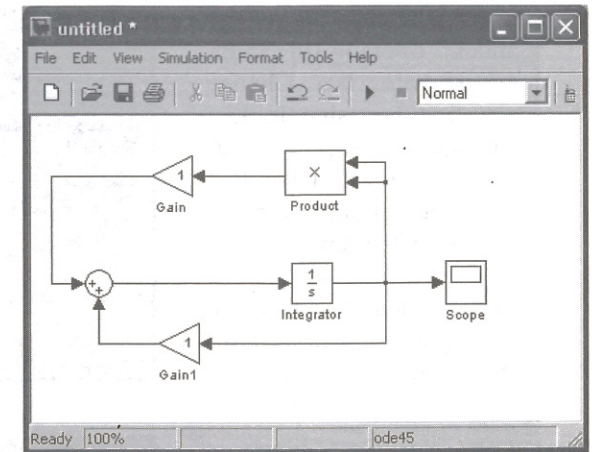 untitled *
File Edit View Simulation Format Tools Help
Normal
1
×
Gain
Product
+
+
1
s
Integrator
Scope
1
Gain1
Ready 100% ode45